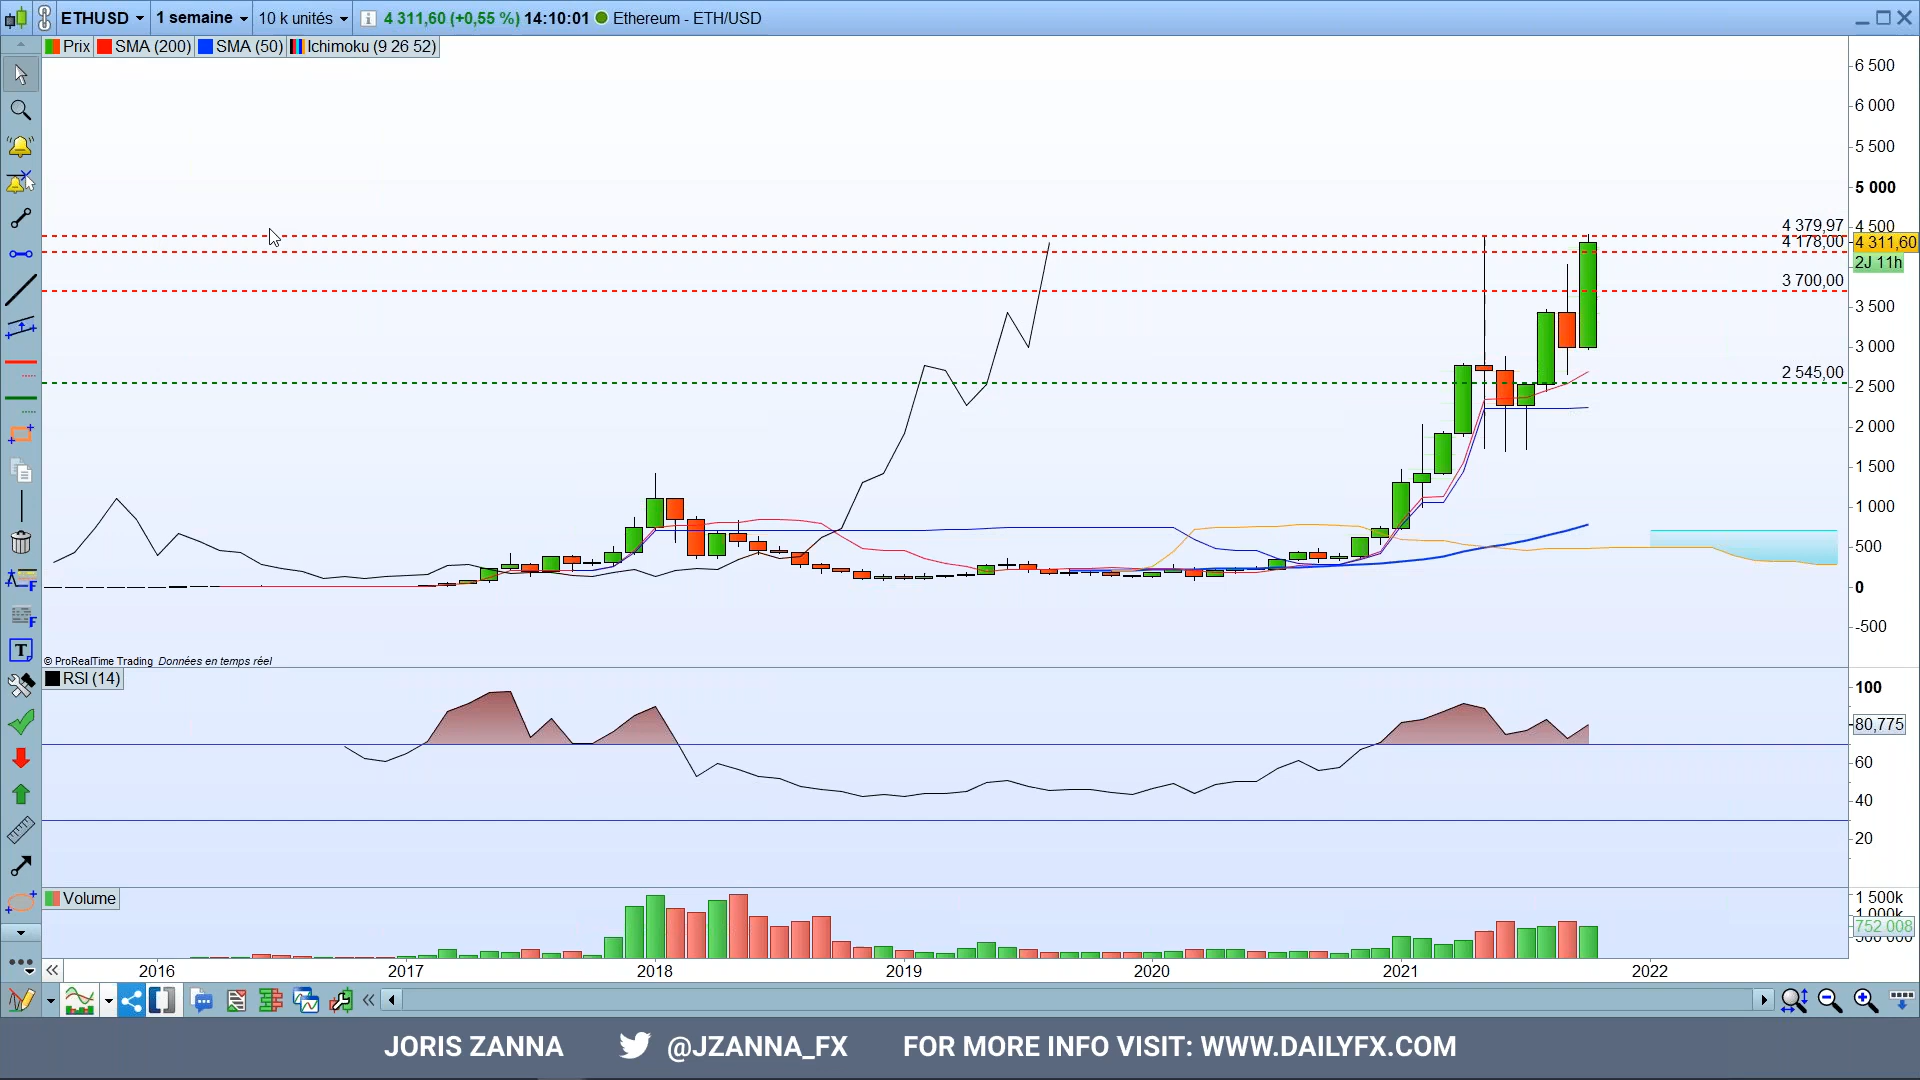 ETHUSD 1 semaine 10 k unités 4 311,60 (+0,55 %) 14:10:01 Ethereum - ETH/USD
Prix SMA (200) SMA (50) Ichimoku (9 26 52)
6 500
6 000
5 500
5 000
4 379,97
4 500
4 178,00 4 311,60
2J 11h
3 700,00
3 500
3 000
2 545,00
2 500
2 000
1 500
1 000
500
0
-500
© ProRealTime Trading Données en temps réel
RSI (14)
100
80,775
60
40
20
Volume
1 500k
1 000k
752 008
2016 2017 2018 2019 2020 2021 2022
JORIS ZANNA @JZANNA_FX FOR MORE INFO VISIT: WWW.DAILYFX.COM